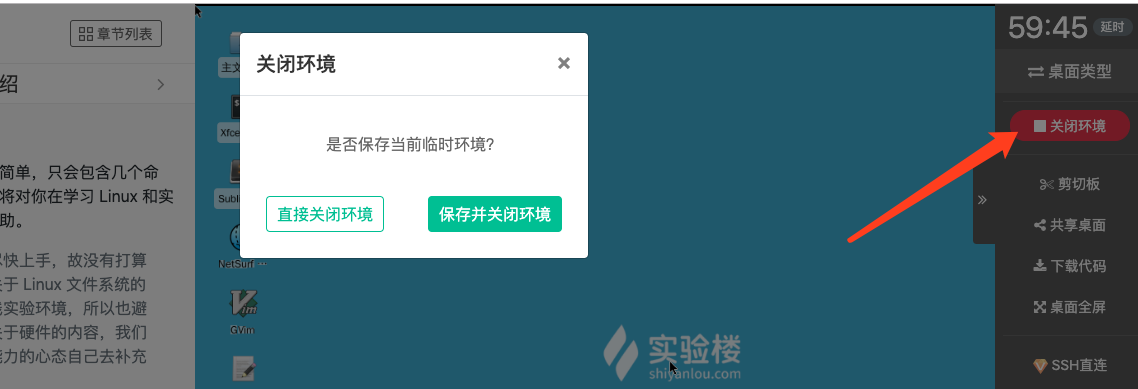 章节列表
绍
简单，只会包含几个命
将对你在学习 Linux 和实
助。
尽快上手，故没有打算
关于 Linux 文件系统的
浅实验环境，所以也避
关于硬件的内容，我们
能力的心态自己去补充
主文
Xfce
Subli
NetSurf ...
GVim
关闭环境
是否保存当前临时环境?
直接关闭环境
保存并关闭环境
实验楼
shiyanlou.com
59:45 延时
桌面类型
关闭环境
剪切板
共享桌面
下载代码
桌面全屏
SSH直连